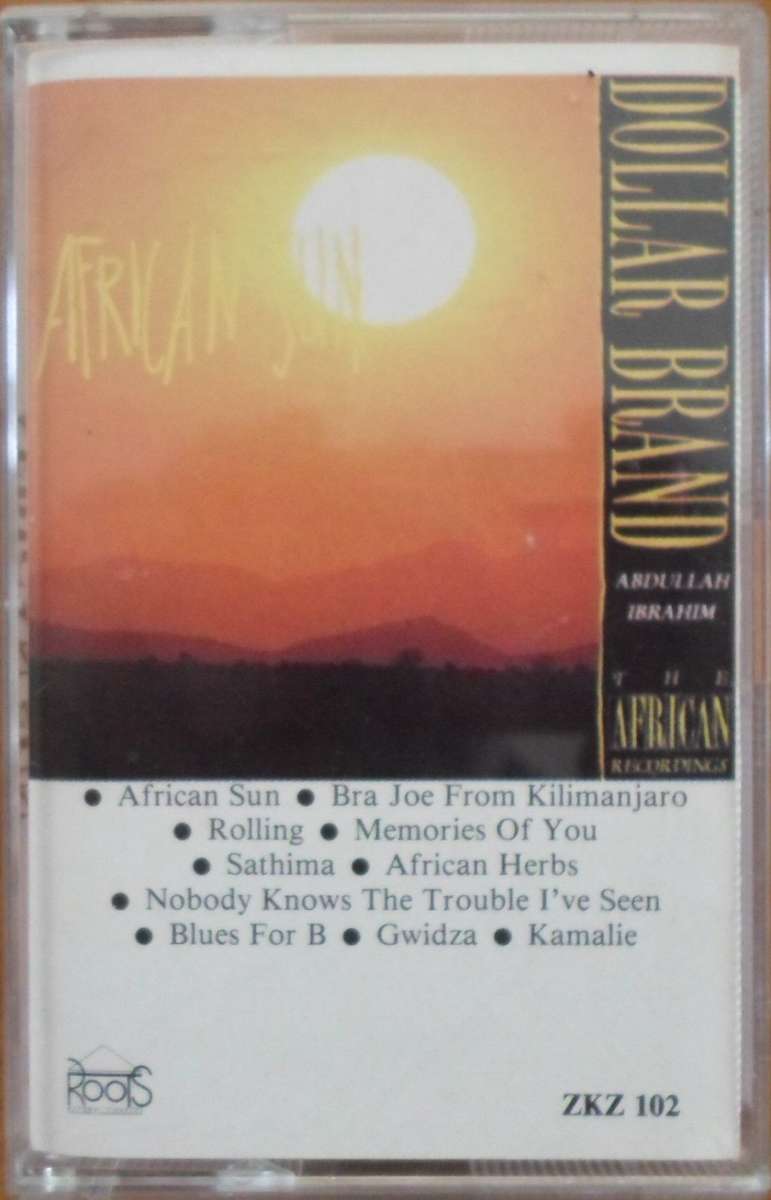 AFRICAN SUN
DOLLAR BRAND
ABDULLAH
IBRAHIM
THE
AFRICAN
RECORDINGS
● African Sun ● Bra Joe From Kilimanjaro
● Rolling ● Memories Of You
● Sathima ● African Herbs
● Nobody Knows The Trouble I've Seen
● Blues For B ● Gwidza ● Kamalie
ROOTS
ZKZ 102